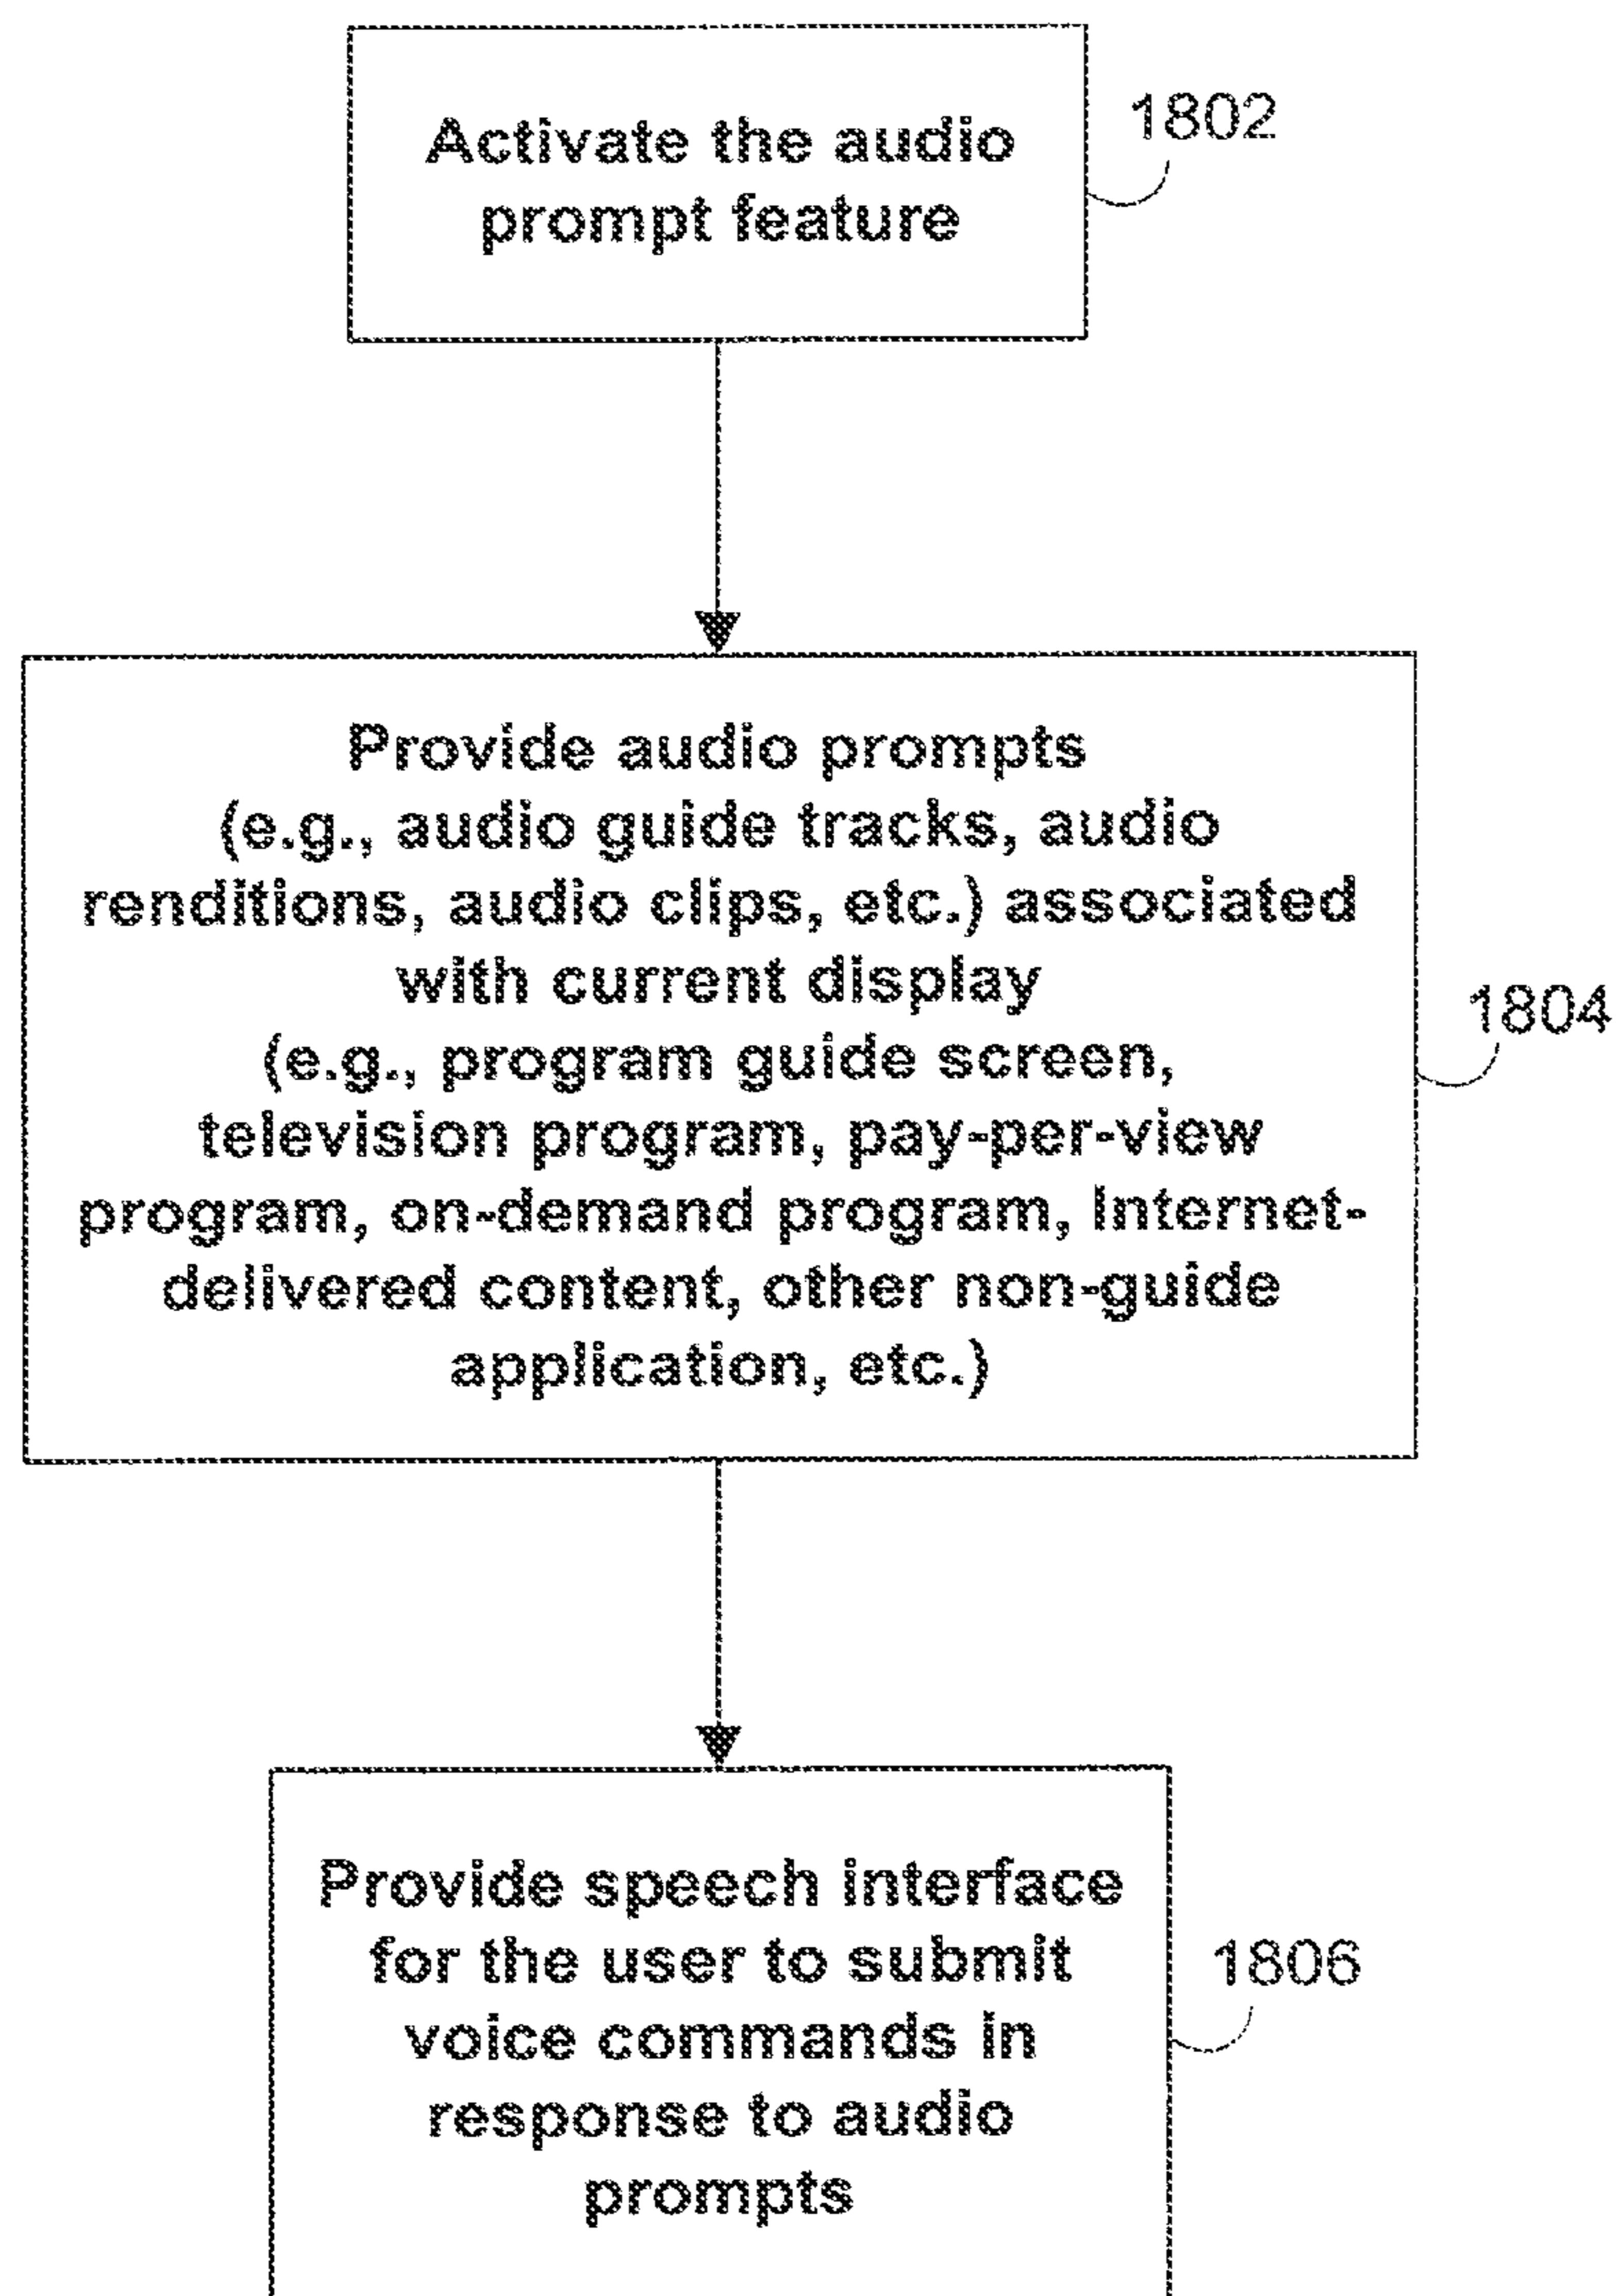 Activate the audio
prompt feature
1802
Provide audio prompts
(e.g., audio guide tracks, audio
renditions, audio clips, etc.) associated
with current display
(e.g., program guide screen,
television program, pay-per-view
program, on-demand program, Internet-
delivered content, other non-guide
application, etc.)
1804
Provide speech interface
for the user to submit
voice commands in
response to audio
prompts
1806